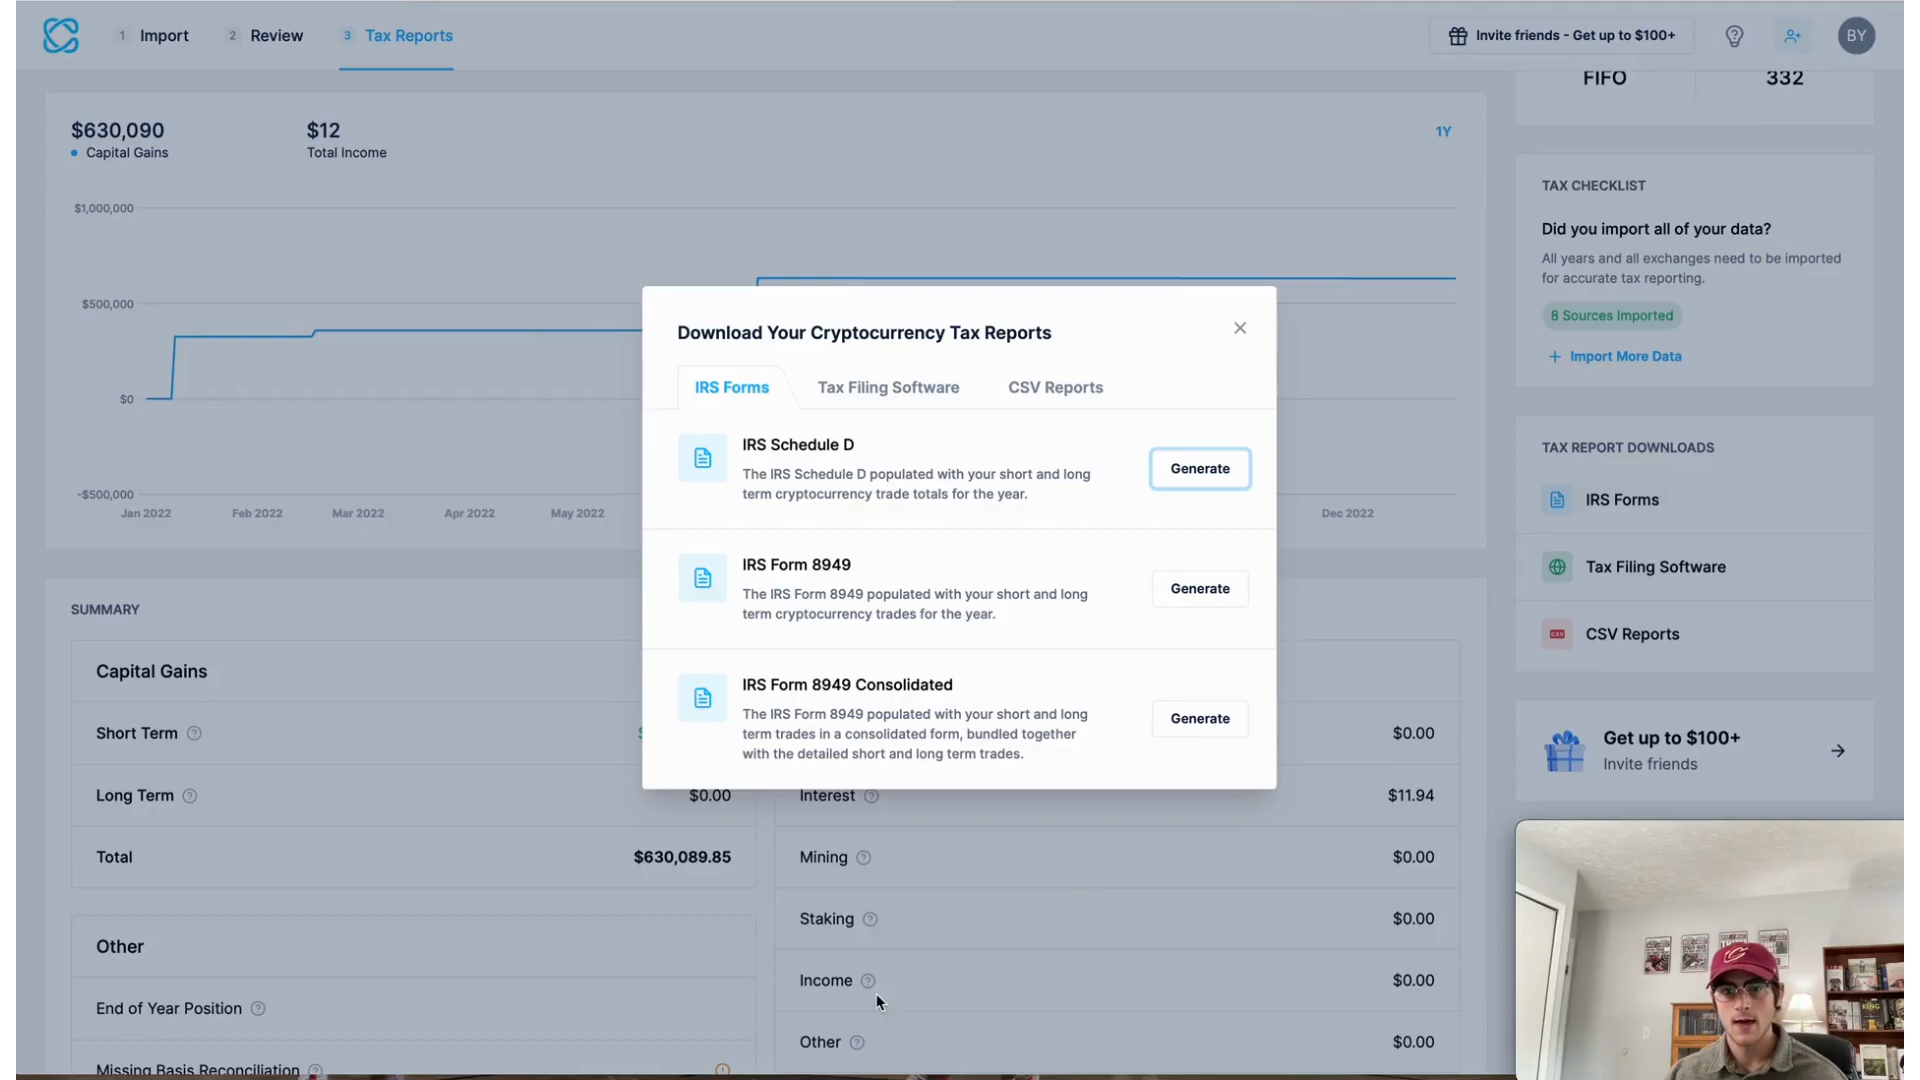 1 Import
2 Review
3 Tax Reports
Invite friends - Get up to $100+
BY
$630,090
Capital Gains
$12
Total Income
1Y
$1,000,000
$500,000
$0
-$500,000
Jan 2022
Feb 2022
Mar 2022
Apr 2022
May 2022
Dec 2022
FIFO
332
TAX CHECKLIST
Did you import all of your data?
All years and all exchanges need to be imported
for accurate tax reporting.
8 Sources Imported
+ Import More Data
TAX REPORT DOWNLOADS
IRS Forms
Tax Filing Software
CSV
CSV Reports
Get up to $100+
Invite friends
Download Your Cryptocurrency Tax Reports
IRS Forms
Tax Filing Software
CSV Reports
IRS Schedule D
The IRS Schedule D populated with your short and long
term cryptocurrency trade totals for the year.
Generate
IRS Form 8949
The IRS Form 8949 populated with your short and long
term cryptocurrency trades for the year.
Generate
IRS Form 8949 Consolidated
The IRS Form 8949 populated with your short and long
term trades in a consolidated form, bundled together
with the detailed short and long term trades.
Generate
SUMMARY
Capital Gains
Short Term
Long Term $0.00
Total $630,089.85
Other
End of Year Position
Missing Basis Reconciliation
$0.00
Interest $11.94
Mining $0.00
Staking $0.00
Income $0.00
Other $0.00